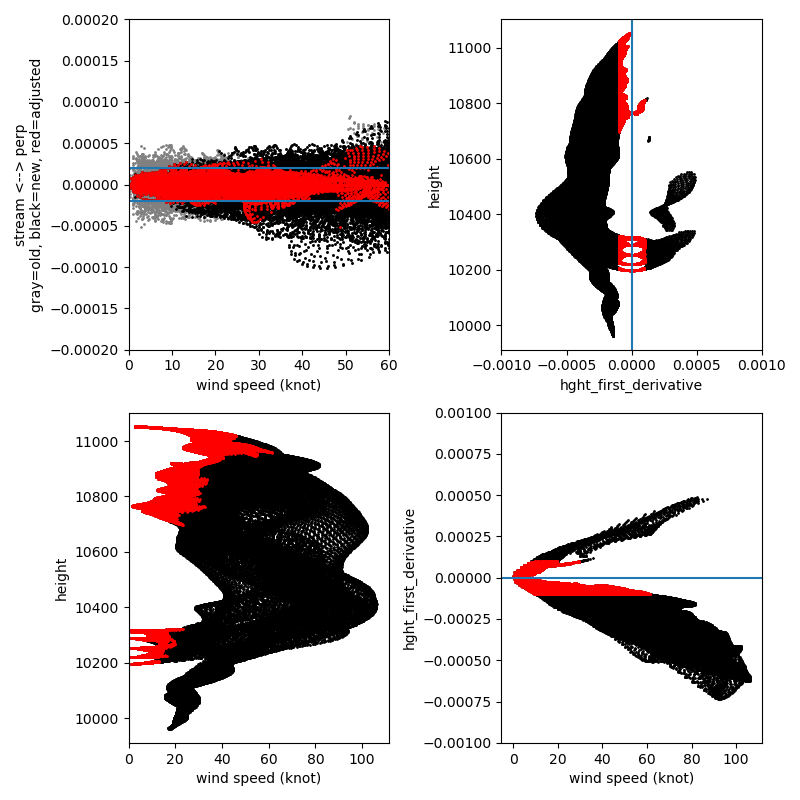 0.00020
0.00015
0.00010
0.00005
0.00000
−0.00005
−0.00010
−0.00015
−0.00020
0 10 20 30 40 50 60
wind speed (knot)
stream <--> perp
gray=old, black=new, red=adjusted
11000
10800
10600
10400
10200
10000
−0.0010 −0.0005 0.0000 0.0005 0.0010
hght_first_derivative
height
11000
10800
10600
10400
10200
10000
0 20 40 60 80 100
wind speed (knot)
height
0.00100
0.00075
0.00050
0.00025
0.00000
−0.00025
−0.00050
−0.00075
−0.00100
0 20 40 60 80 100
wind speed (knot)
hght_first_derivative